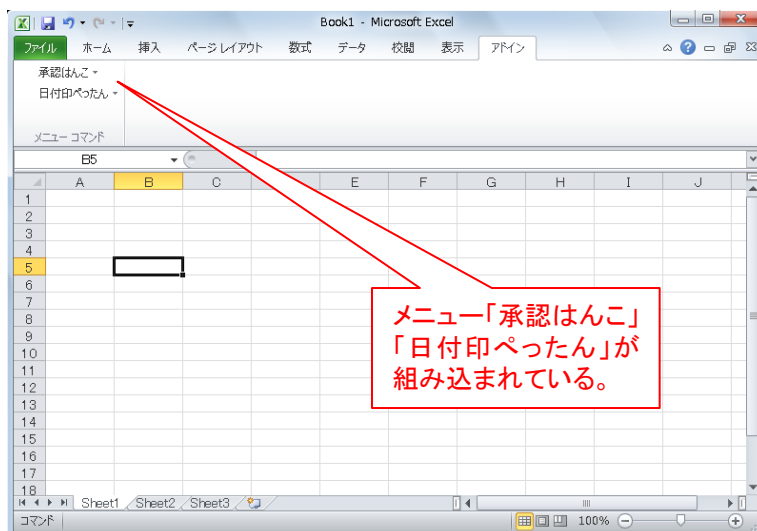 Book1 - Microsoft Excel
ファイル ホーム 挿入 ページ レイアウト 数式 データ 校閲 表示 アドイン
承認はんこ
日付印ぺったん
メニュー コマンド
B5
A B C E F G H I J
1
2
3
4
5
6
7
8
9
10
11
12
13
14
15
16
17
18
メニュー「承認はんこ」
「日付印ぺったん」が
組み込まれている。
Sheet1 Sheet2 Sheet3
コマンド 100%